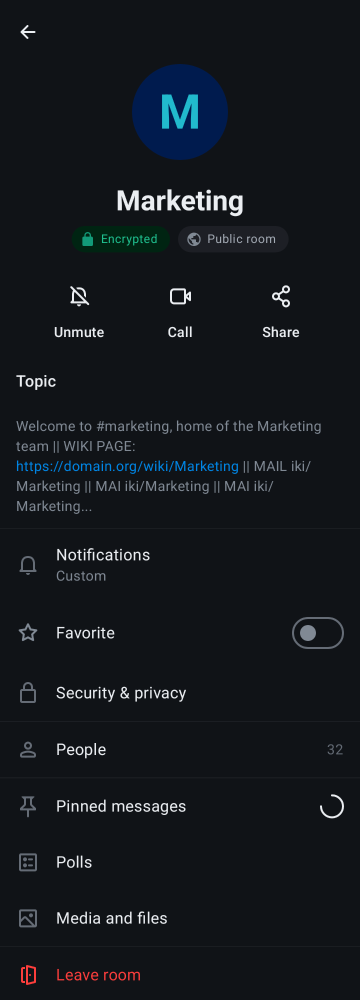 M
Marketing
Encrypted
Public room
Unmute
Call
Share
Topic
Welcome to #marketing, home of the Marketing
team || WIKI PAGE:
https://domain.org/wiki/Marketing || MAIL iki/
Marketing || MAI iki/Marketing || MAI iki/
Marketing...
Notifications
Custom
Favorite
Security & privacy
People
32
Pinned messages
Polls
Media and files
Leave room